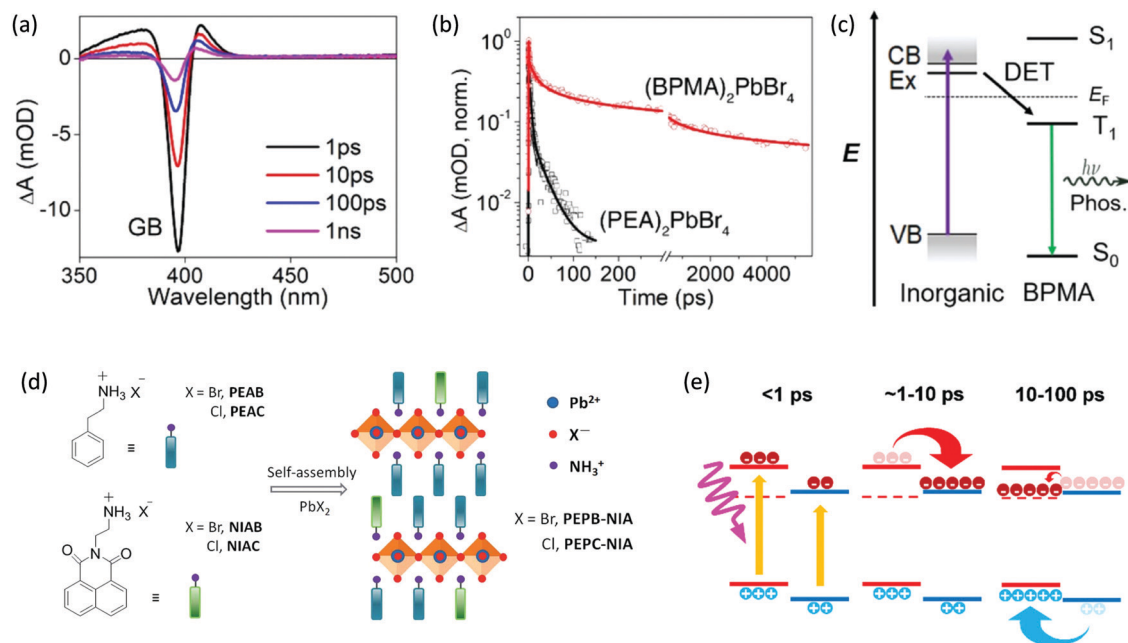 (a)
0
-5
-10
ΔA (mOD)
GB
1ps
10ps
100ps
1ns
350
400
450
500
Wavelength (nm)
(b)
10⁰
10⁻¹
10⁻²
ΔA (mOD, norm.)
(BPMA)₂PbBr₄
(PEA)₂PbBr₄
0
100
200
2000
4000
Time (ps)
(c)
E
CB
Ex
VB
DET
S₁
E_F
T₁
hν
Phos.
S₀
Inorganic
BPMA
(d)
+
NH₃ X⁻
X = Br, PEAB
Cl, PEAC
≡
+
NH₃ X⁻
X = Br, NIAB
Cl, NIAC
O
N
O
≡
Self-assembly
PbX₂
Pb²⁺
X⁻
NH₃⁺
X = Br, PEPB-NIA
Cl, PEPC-NIA
(e)
<1 ps
~1-10 ps
10-100 ps